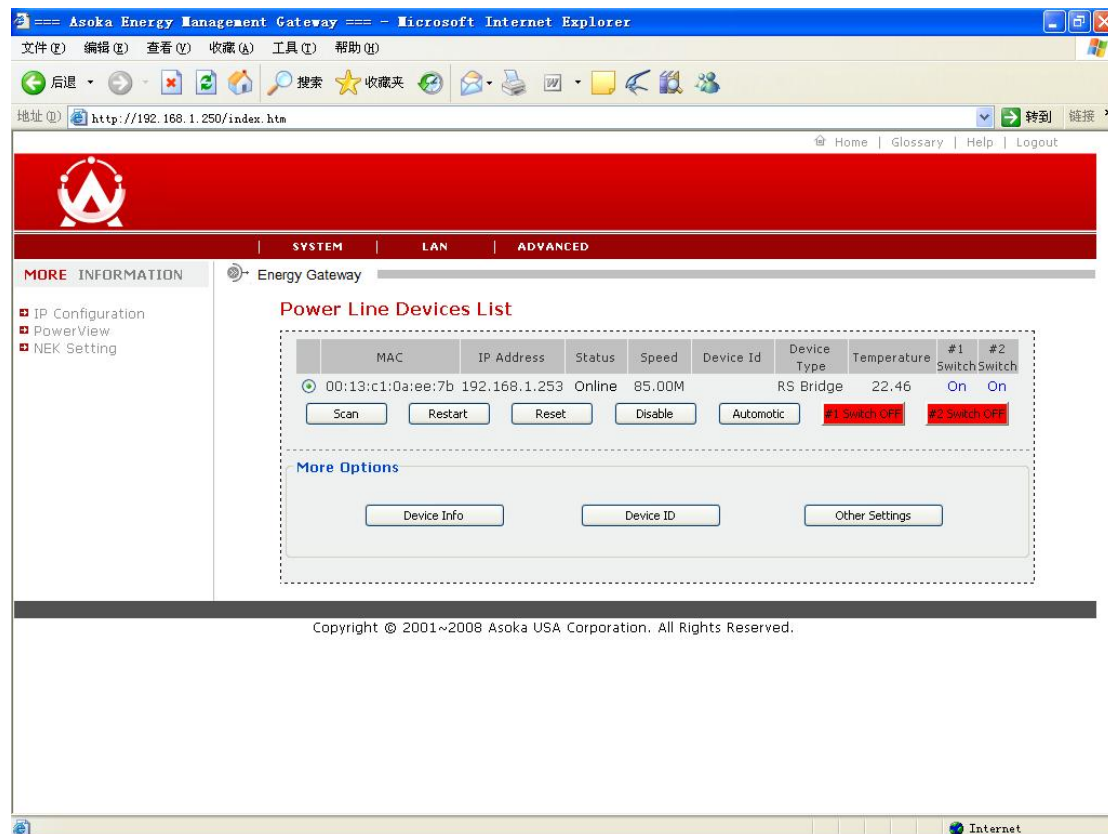 === Asoka Energy Management Gateway === - Microsoft Internet Explorer
文件(F) 编辑(E) 查看(V) 收藏(A) 工具(T) 帮助(H)
后退 搜索 收藏夹
地址(D) http://192.168.1.250/index.htm 转到 链接
Home | Glossary | Help | Logout
| SYSTEM | LAN | ADVANCED
MORE INFORMATION
Energy Gateway
IP Configuration
PowerView
NEK Setting
Power Line Devices List
MAC IP Address Status Speed Device Id Device Type Temperature #1 Switch #2 Switch
00:13:c1:0a:ee:7b 192.168.1.253 Online 85.00M RS Bridge 22.46 On On
Scan Restart Reset Disable Automotic #1 Switch OFF #2 Switch OFF
More Options
Device Info Device ID Other Settings
Copyright © 2001~2008 Asoka USA Corporation. All Rights Reserved.
Internet